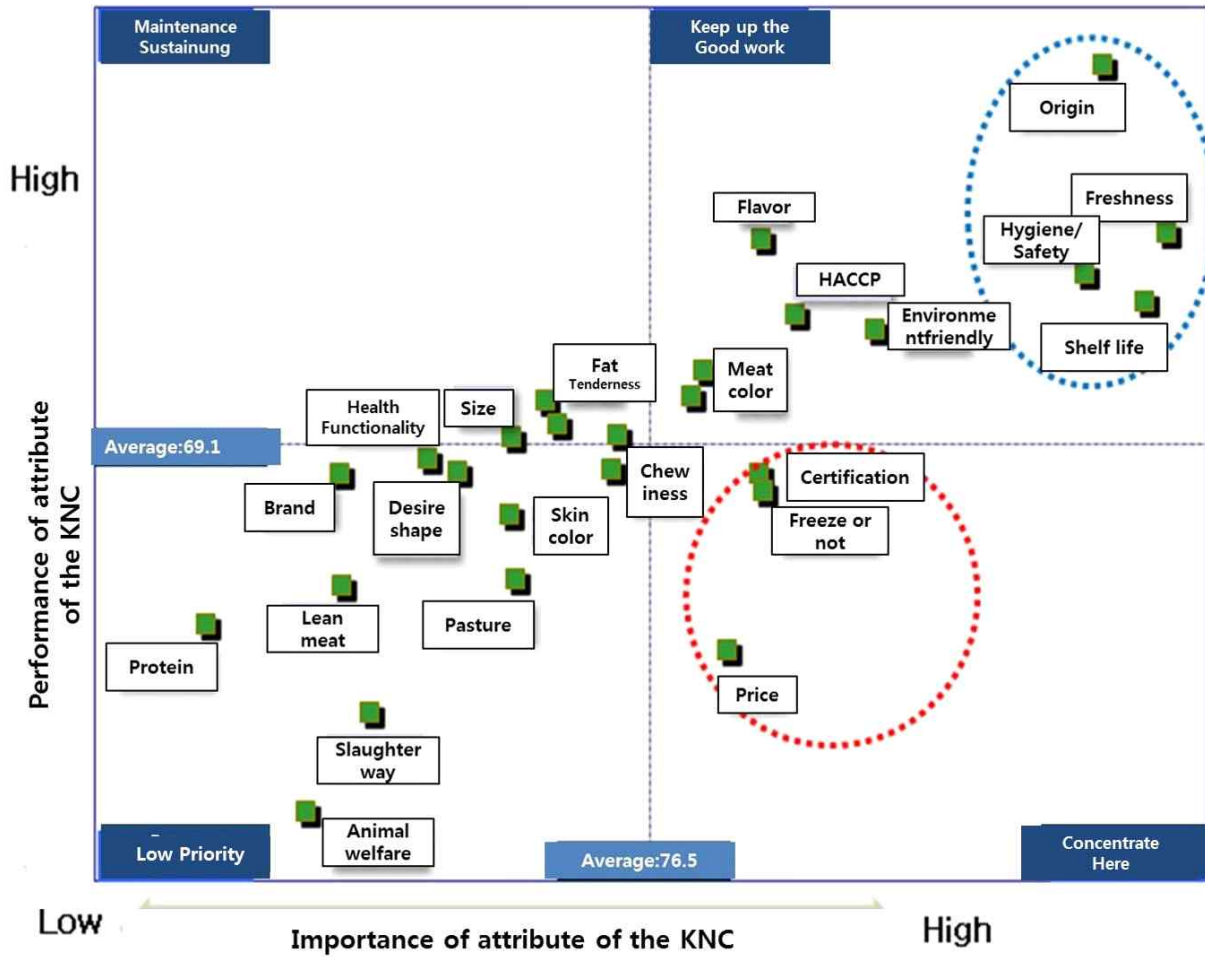 Maintenance
Sustainung
Keep up the
Good work
Origin
High
Freshness
Flavor
Hygiene/
Safety
HACCP
Environme
ntfriendly
Shelf life
Fat
Tenderness
Meat
color
Size
Health
Functionality
Average:69.1
Chew
iness
Certification
Brand
Desire
shape
Skin
color
Freeze or
not
Performance of attribute
of the KNC
Lean
meat
Pasture
Protein
Price
Slaughter
way
Animal
welfare
Low Priority
Average:76.5
Concentrate
Here
Low
Importance of attribute of the KNC
High